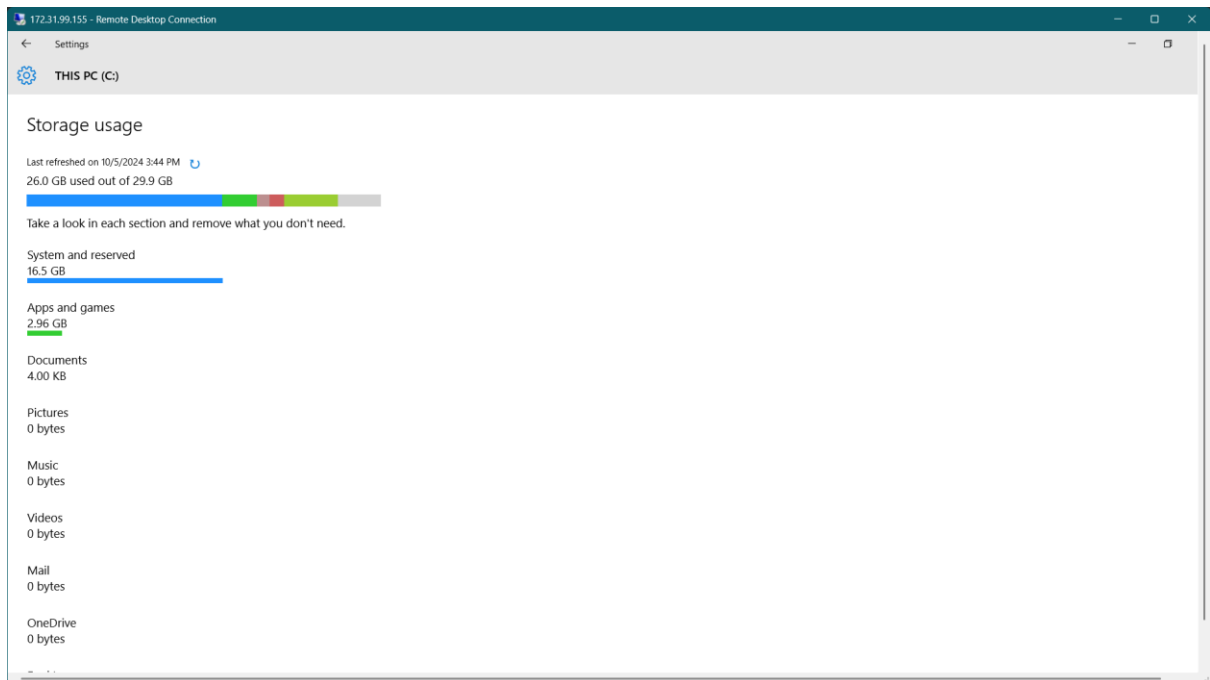 172.31.99.155 - Remote Desktop Connection
Settings
THIS PC (C:)
Storage usage
Last refreshed on 10/5/2024 3:44 PM
26.0 GB used out of 29.9 GB
Take a look in each section and remove what you don't need.
System and reserved
16.5 GB
Apps and games
2.96 GB
Documents
4.00 KB
Pictures
0 bytes
Music
0 bytes
Videos
0 bytes
Mail
0 bytes
OneDrive
0 bytes